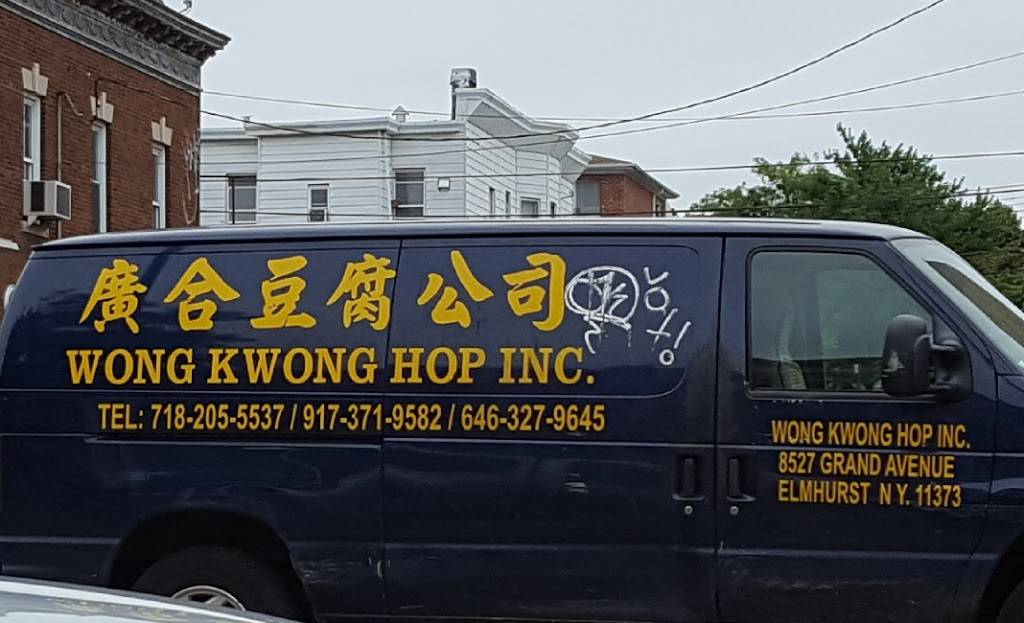 廣合豆腐公司
WONG KWONG HOP INC.
TEL: 718-205-5537 / 917-371-9582 / 646-327-9645
WONG KWONG HOP INC.
8527 GRAND AVENUE
ELMHURST N Y. 11373